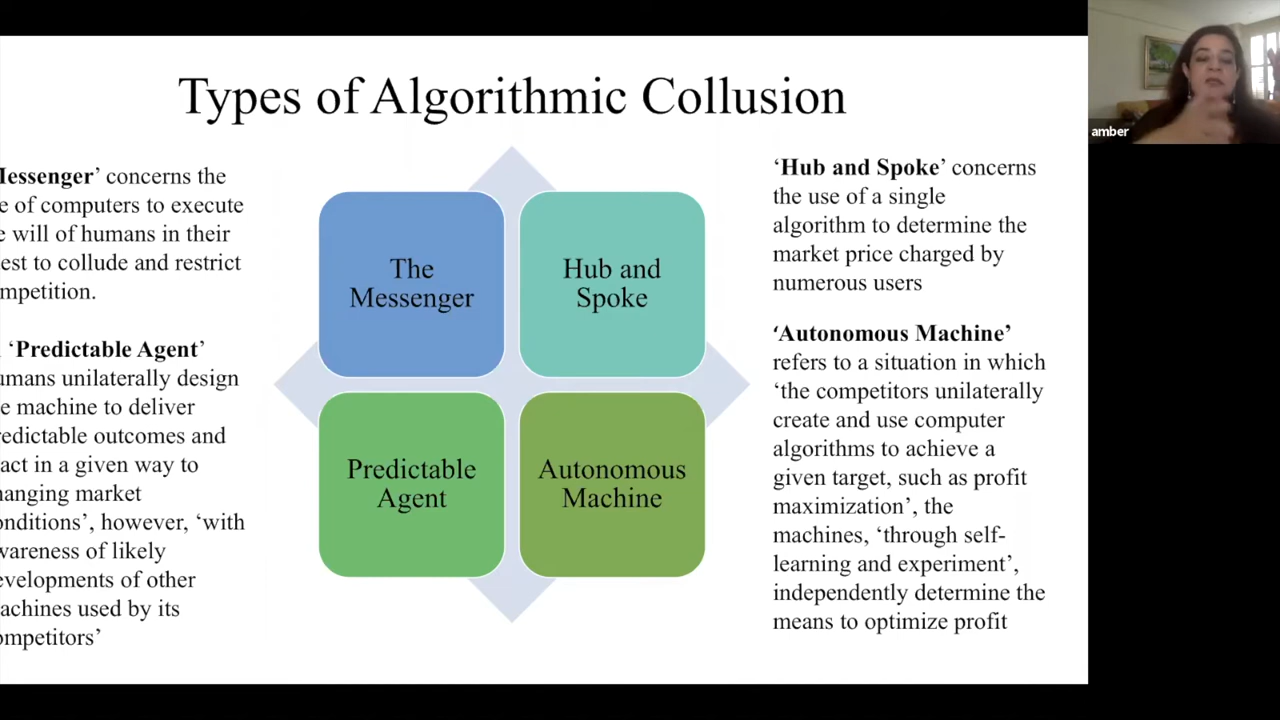 Types of Algorithmic Collusion
lessenger’ concerns the
e of computers to execute
e will of humans in their
est to collude and restrict
mpetition.
‘Predictable Agent’
umans unilaterally design
e machine to deliver
redictable outcomes and
act in a given way to
hanging market
onditions’, however, ‘with
wareness of likely
evelopments of other
achines used by its
ompetitors’
The
Messenger
Hub and
Spoke
Predictable
Agent
Autonomous
Machine
‘Hub and Spoke’ concerns
the use of a single
algorithm to determine the
market price charged by
numerous users
‘Autonomous Machine’
refers to a situation in which
‘the competitors unilaterally
create and use computer
algorithms to achieve a
given target, such as profit
maximization’, the
machines, ‘through self-
learning and experiment’,
independently determine the
means to optimize profit
amber